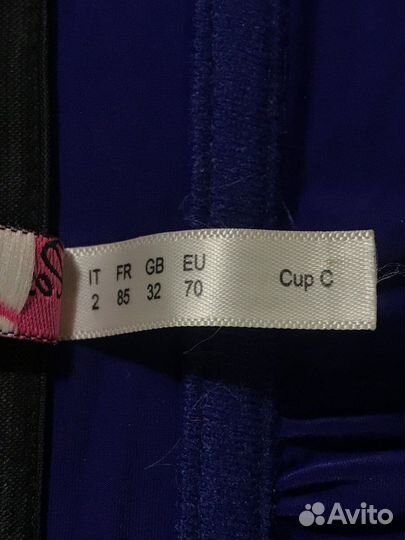 IT FR GB EU
2 85 32 70
Cup C
Avito